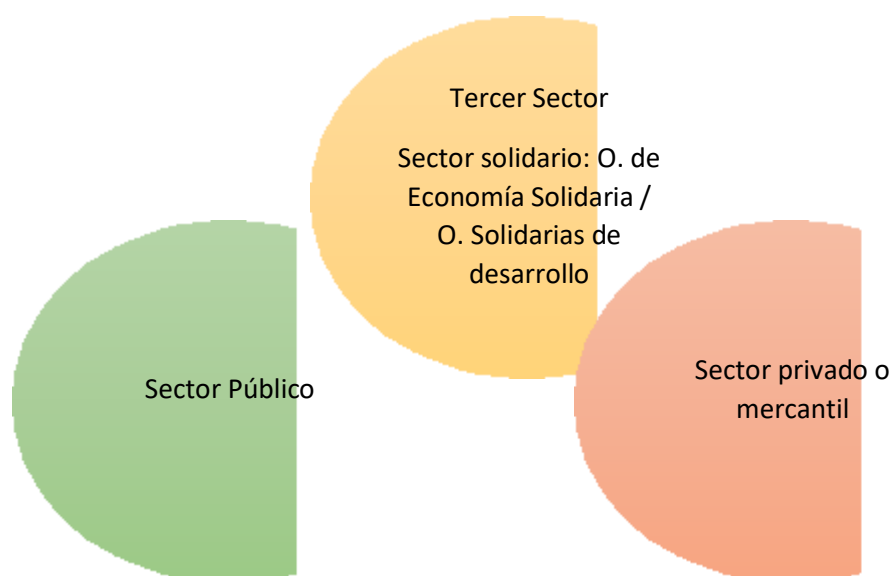 Tercer Sector
Sector solidario: O. de
Economía Solidaria /
O. Solidarias de
desarrollo
Sector Público
Sector privado o
mercantil